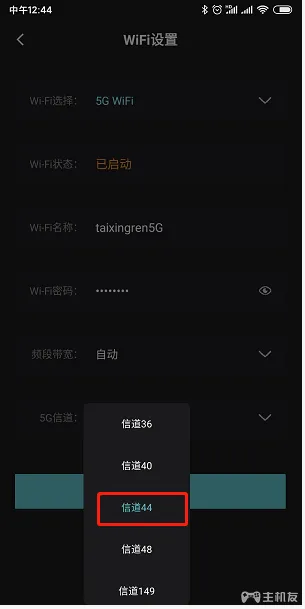 中午12:44
WiFi设置
Wi-Fi选择: 5G WiFi
Wi-Fi状态: 已启动
Wi-Fi名称: taixingren5G
Wi-Fi密码: ••••••••
频段带宽: 自动
5G信道:
信道36
信道40
信道44
信道48
信道149
主机友